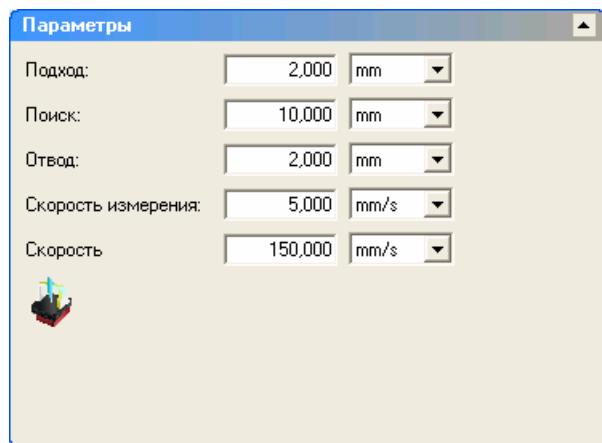 Параметры
Подход: 2,000 mm
Поиск: 10,000 mm
Отвод: 2,000 mm
Скорость измерения: 5,000 mm/s
Скорость 150,000 mm/s